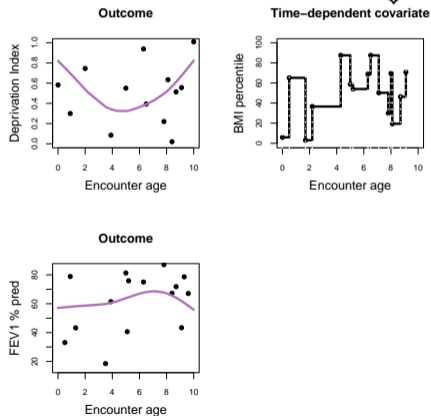 Outcome
Time-dependent covariate
Deprivation Index
0.0 0.2 0.4 0.6 0.8 1.0
0 2 4 6 8 10
Encounter age
BMI percentile
0 20 40 60 80 100
0 2 4 6 8 10
Encounter age
Outcome
FEV1 % pred
20 40 60 80
0 2 4 6 8 10
Encounter age